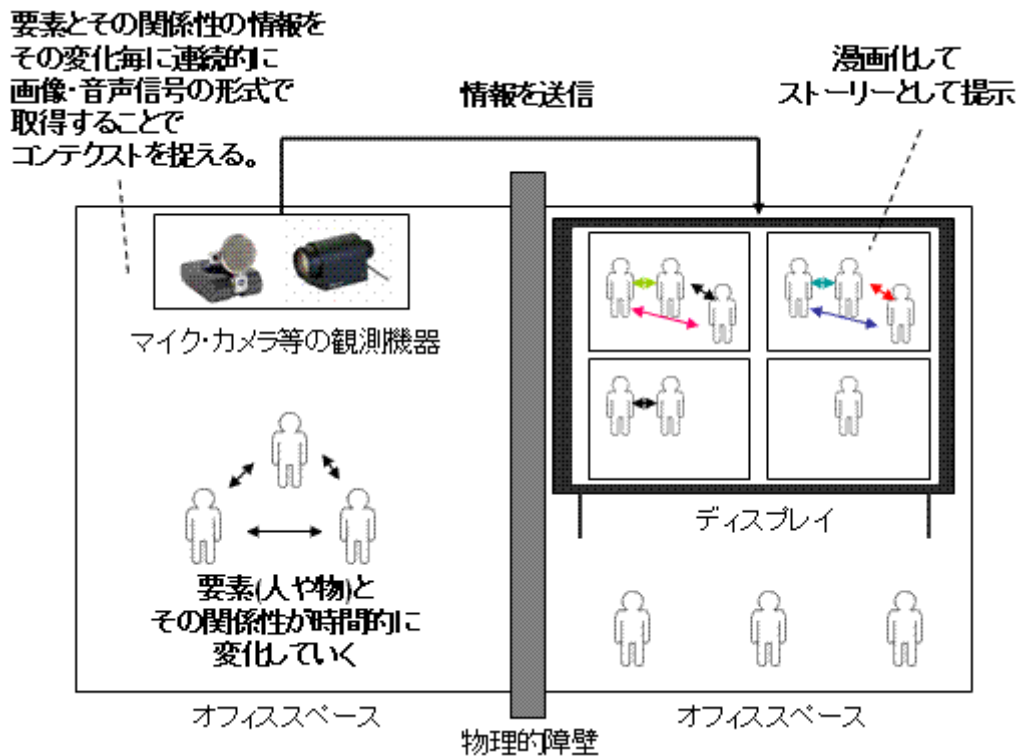 要素とその関係性の情報を
その変化毎に連続的に
画像・音声信号の形式で
取得することで
コンテクストを捉える。
情報を送信
漫画化して
ストーリーとして提示
マイク・カメラ等の観測機器
ディスプレイ
要素(人や物)と
その関係性が時間的に
変化していく
オフィススペース
オフィススペース
物理的障壁